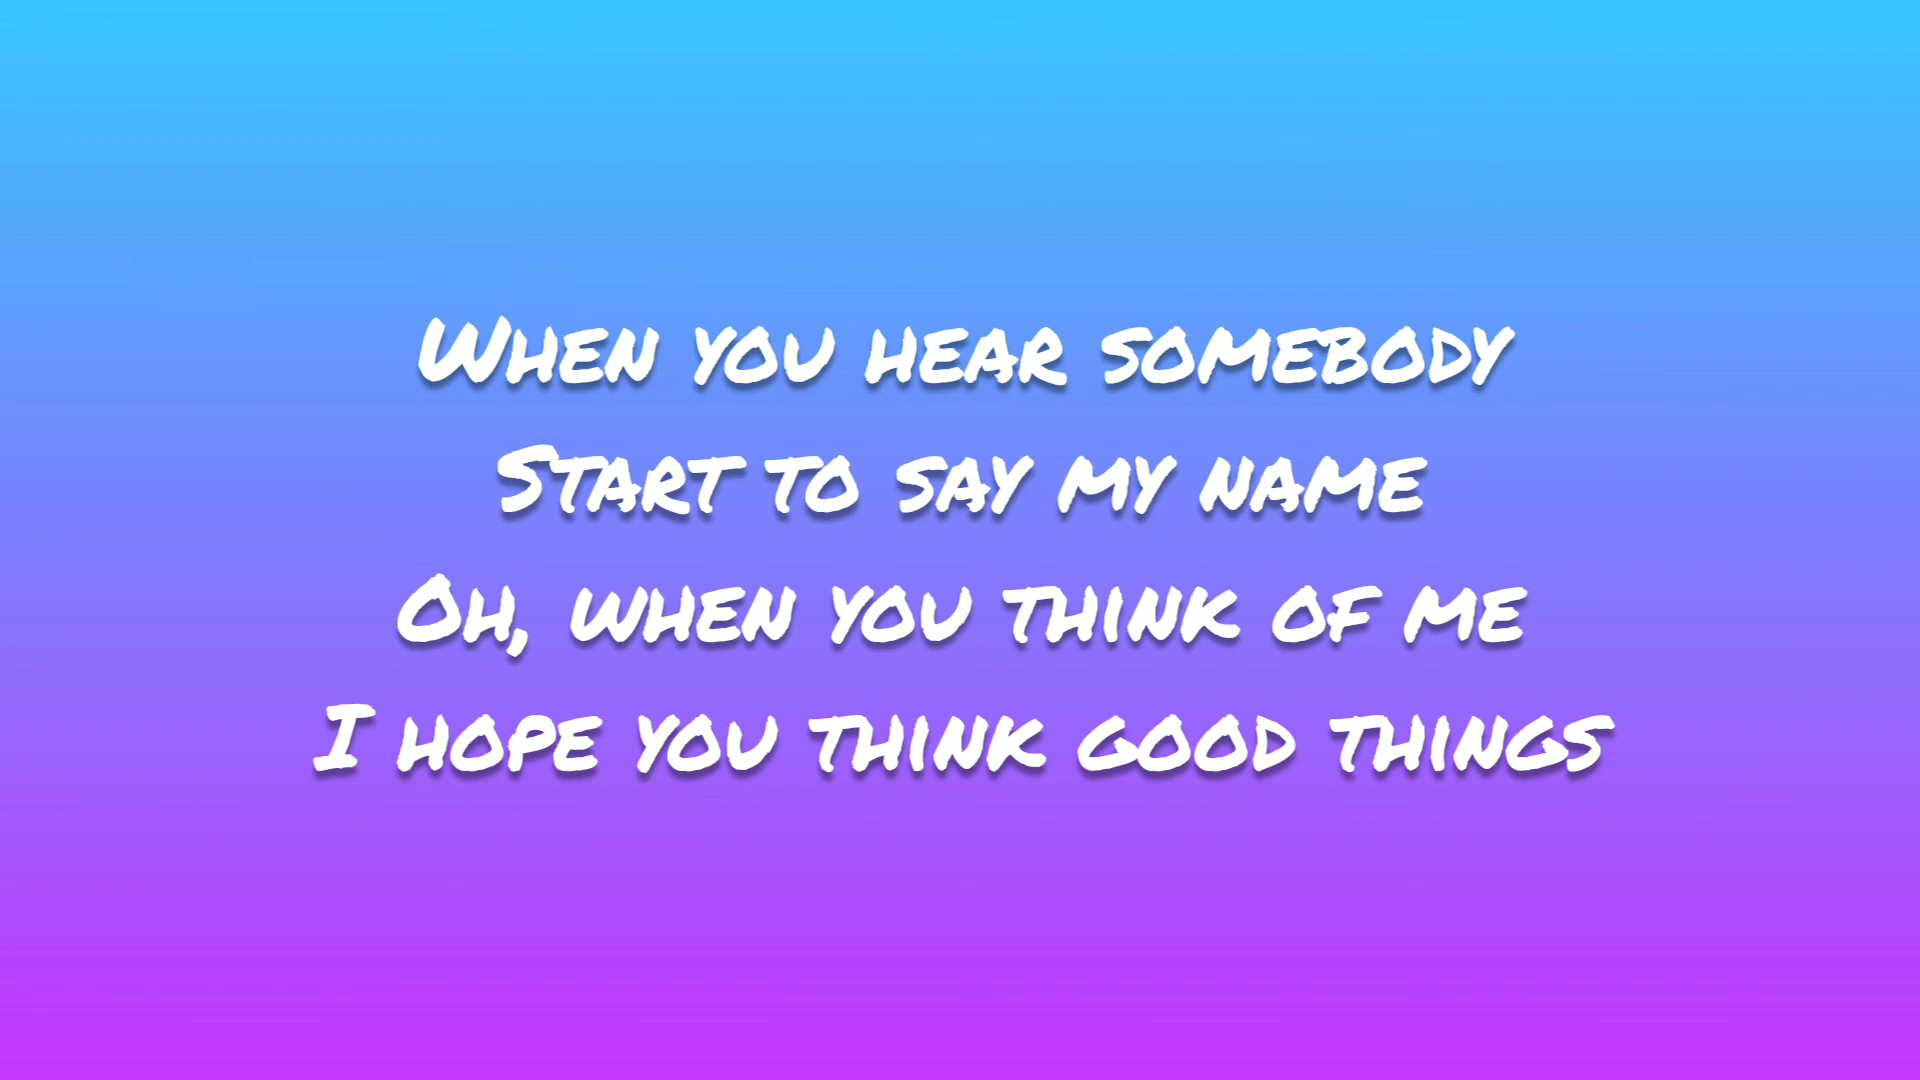 When you hear somebody
Start to say my name
Oh, when you think of me
I hope you think good things